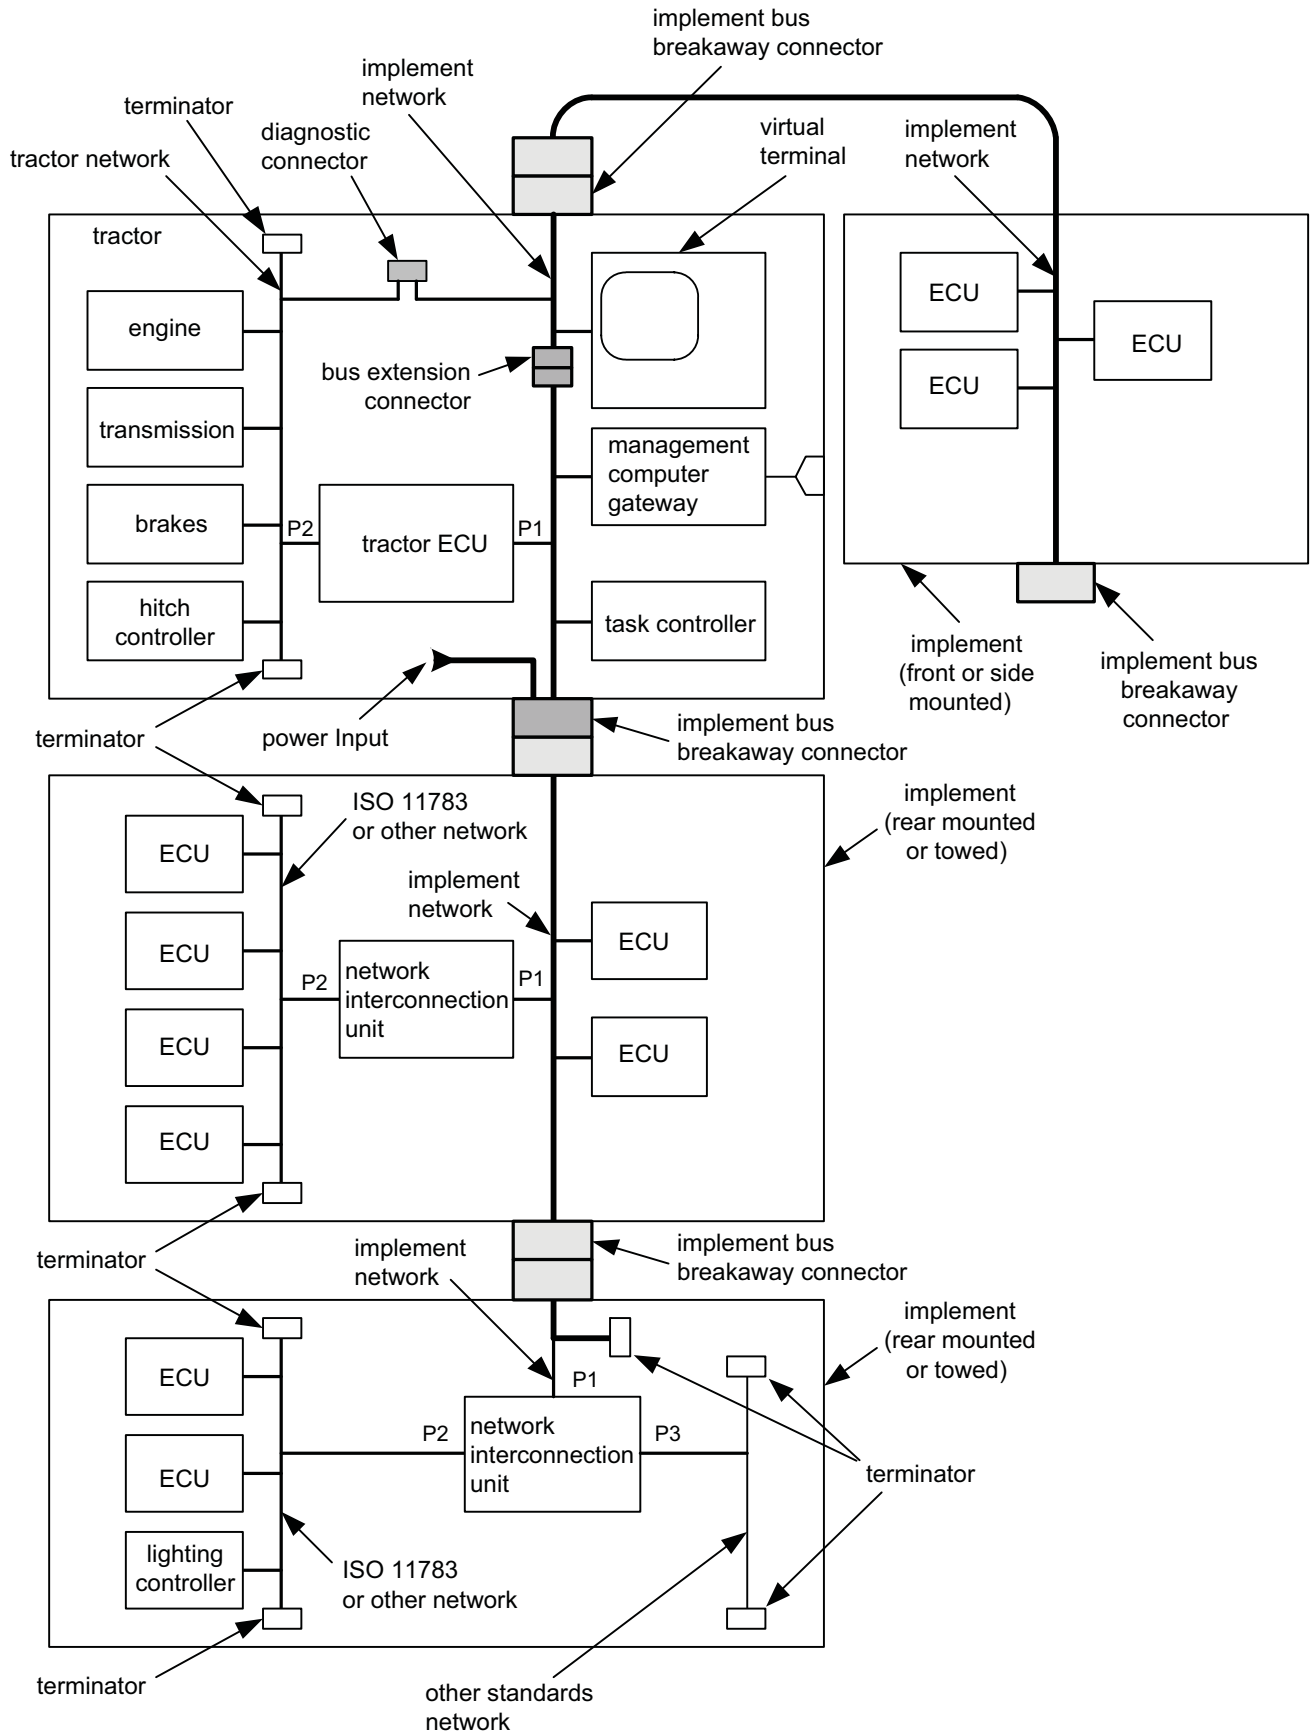 implement bus
breakaway connector
implement
network
terminator
diagnostic
connector
virtual
terminal
implement
network
tractor network
tractor
engine
bus extension
connector
transmission
management
computer
gateway
brakes
P2
tractor ECU
P1
hitch
controller
task controller
ECU
ECU
ECU
implement
(front or side
mounted)
implement bus
breakaway
connector
terminator
power Input
implement bus
breakaway connector
ISO 11783
or other network
implement
(rear mounted
or towed)
ECU
implement
network
ECU
ECU
P2
network
interconnection
unit
P1
ECU
ECU
ECU
terminator
implement
network
implement bus
breakaway connector
implement
(rear mounted
or towed)
ECU
P1
P2
network
interconnection
unit
P3
ECU
terminator
lighting
controller
ISO 11783
or other network
terminator
other standards
network